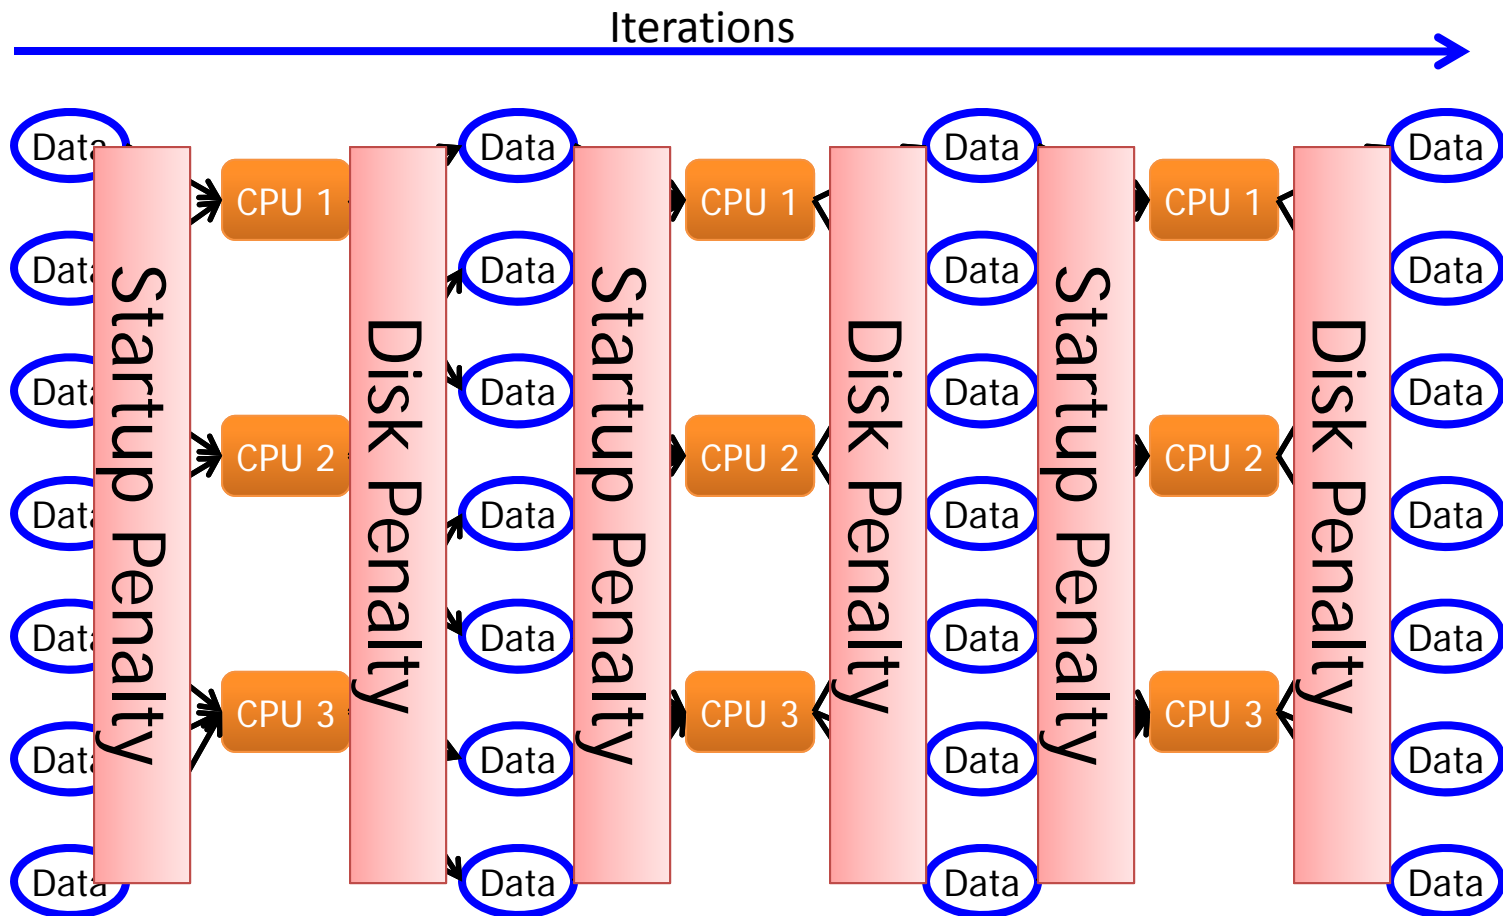 Iterations
Data
Data
Data
Data
Data
Data
Data
Startup Penalty
CPU 1
CPU 2
CPU 3
Disk Penalty
Data
Data
Data
Data
Data
Data
Data
Startup Penalty
CPU 1
CPU 2
CPU 3
Disk Penalty
Data
Data
Data
Data
Data
Data
Data
Startup Penalty
CPU 1
CPU 2
CPU 3
Disk Penalty
Data
Data
Data
Data
Data
Data
Data